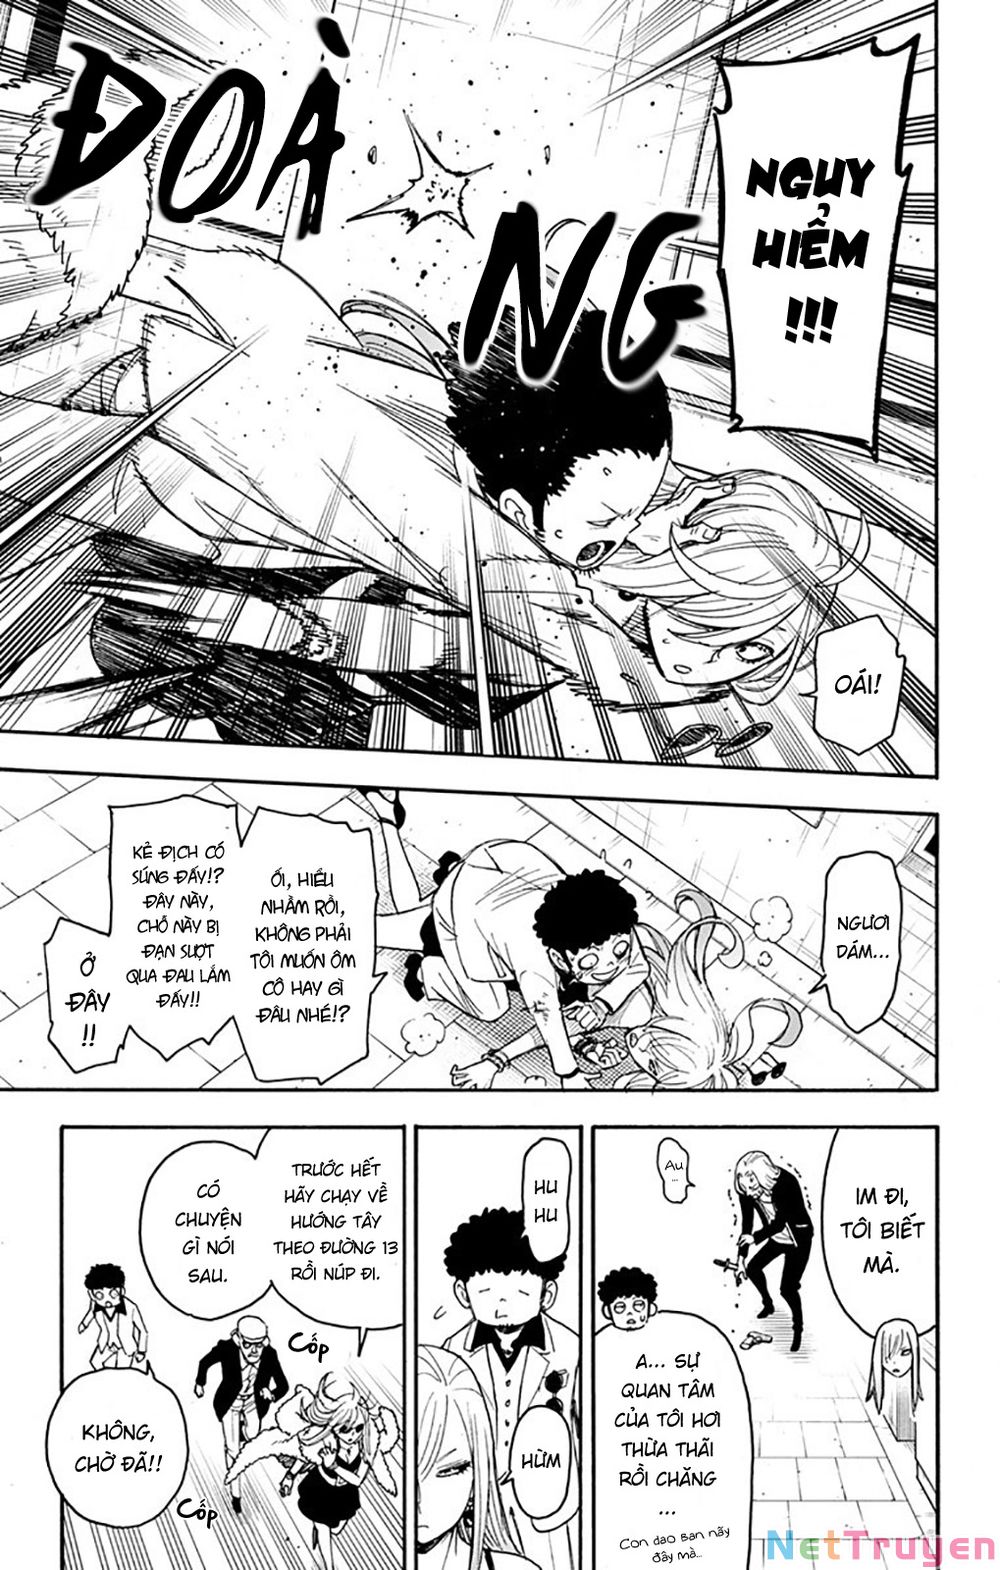 NGUY
HIỂM
!!!
ĐOÀ
NG
OÁI!
NGƯƠI
DÁM...
ỐI, HIỂU
NHẦM RỒI,
KHÔNG PHẢI
TÔI MUỐN ÔM
CÔ HAY GÌ
ĐÂU NHÉ!?
KẺ ĐỊCH CÓ
SÚNG ĐẤY!?
ĐÂY NÀY,
CHỖ NÀY BỊ
ĐẠN SƯỢT
QUA ĐAU LẮM
ĐẤY!!
Ở
ĐÂY
!!
IM ĐI,
TÔI BIẾT
MÀ.
AU
...
A... SỰ
QUAN TÂM
CỦA TÔI HƠI
THỪA THÃI
RỒI CHĂNG
...
Con dao ban nãy
đây mà...
HU
HU
HỪM
TRƯỚC HẾT
HÃY CHẠY VỀ
HƯỚNG TÂY
THEO ĐƯỜNG 13
RỒI NÚP ĐI.
CÓ
CHUYỆN
GÌ NÓI
SAU.
CỐP
CỐP
KHÔNG,
CHỜ ĐÃ!!
NetTruyen